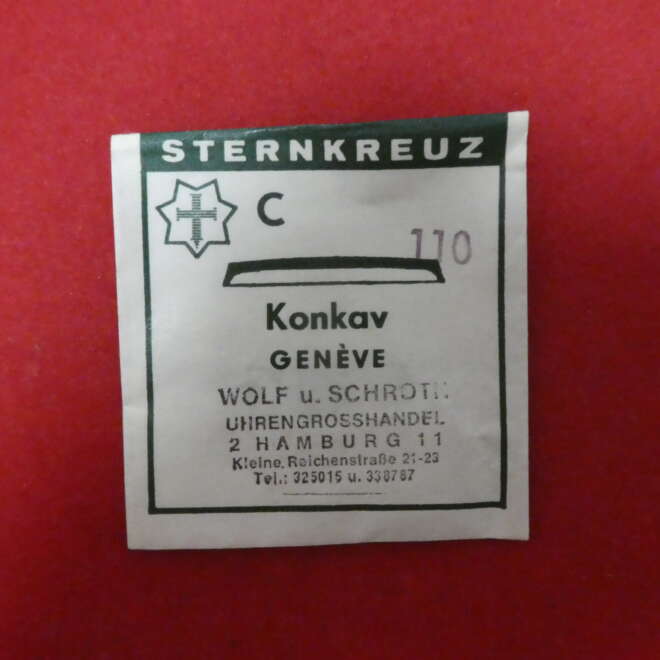 STERNKREUZ
C
110
Konkav
GENÈVE
WOLF u. SCHROTH
UHRENGROSSHANDEL
2 HAMBURG 11
Kleine Reichenstraße 21-23
Tel.: 325015 u. 338787